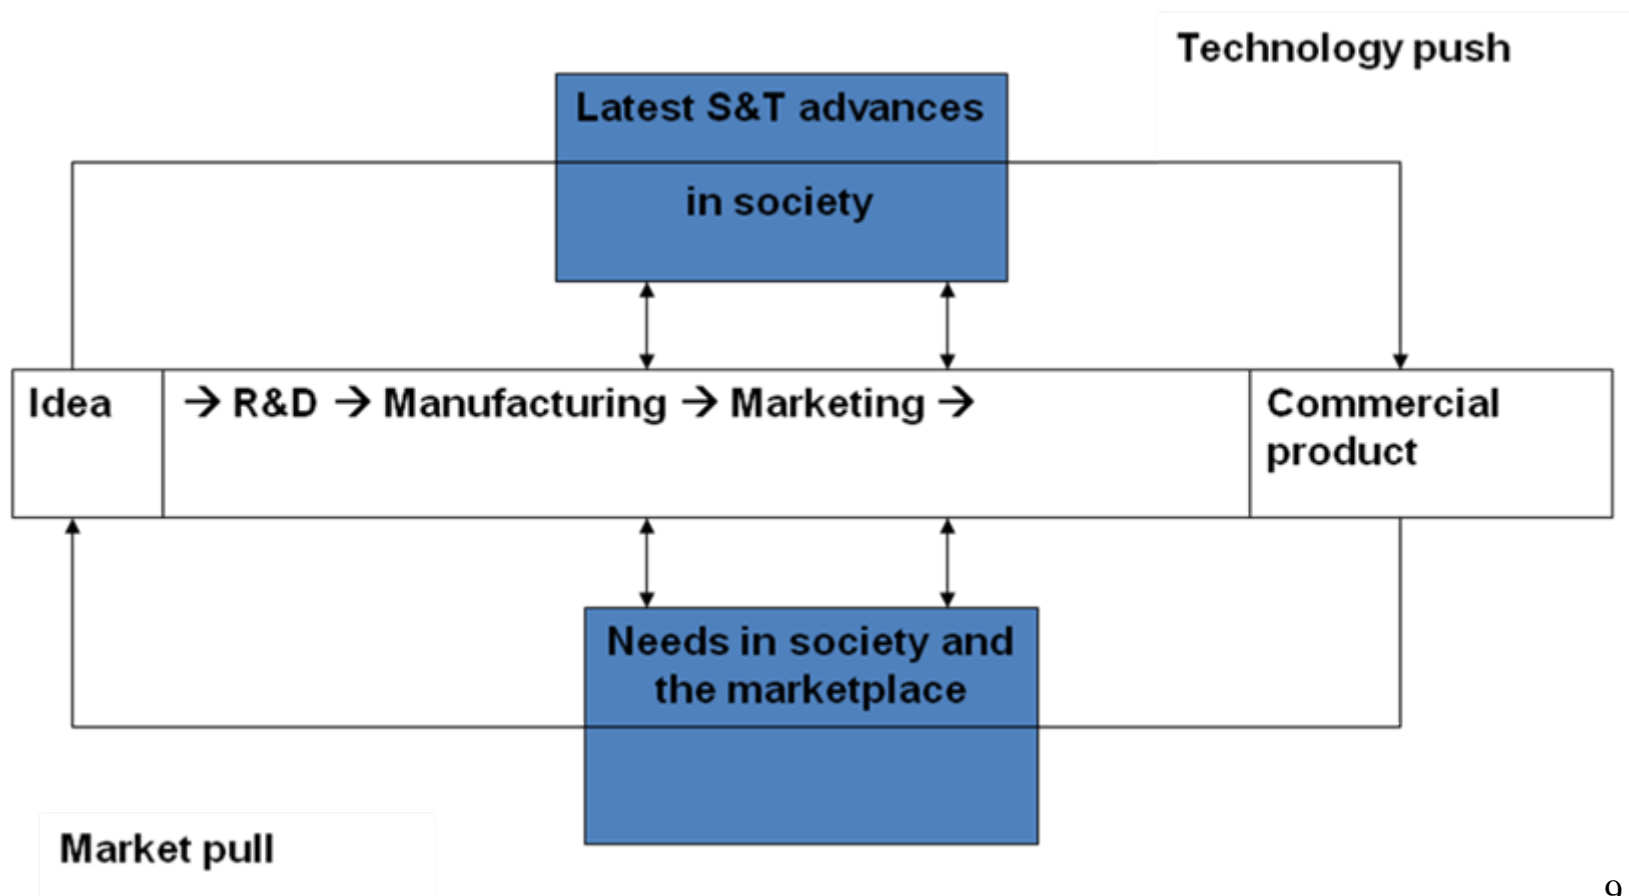 Technology push
Latest S&T advances
in society
Idea
→ R&D → Manufacturing → Marketing →
Commercial
product
Needs in society and
the marketplace
Market pull
9